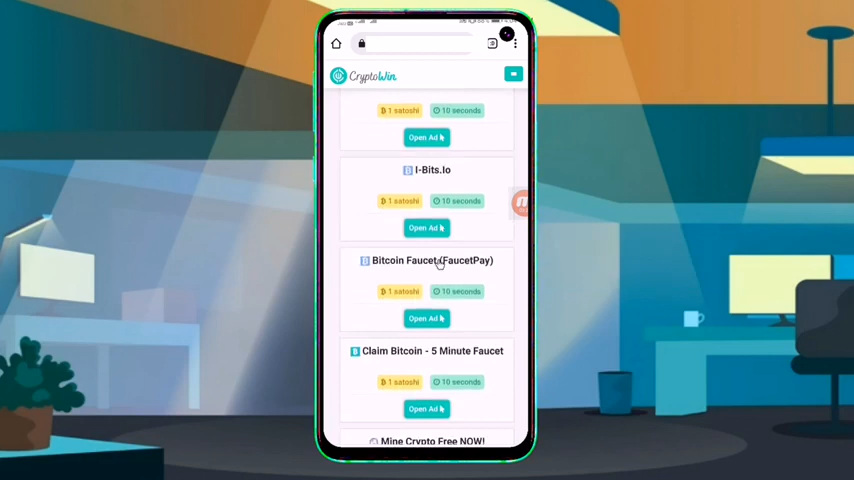 CryptoWin
1 satoshi 10 seconds
Open Ad
I-Bits.Io
1 satoshi 10 seconds
Open Ad
Bitcoin Faucet (FaucetPay)
1 satoshi 10 seconds
Open Ad
Claim Bitcoin - 5 Minute Faucet
1 satoshi 10 seconds
Open Ad
Mine Crypto Free NOW!